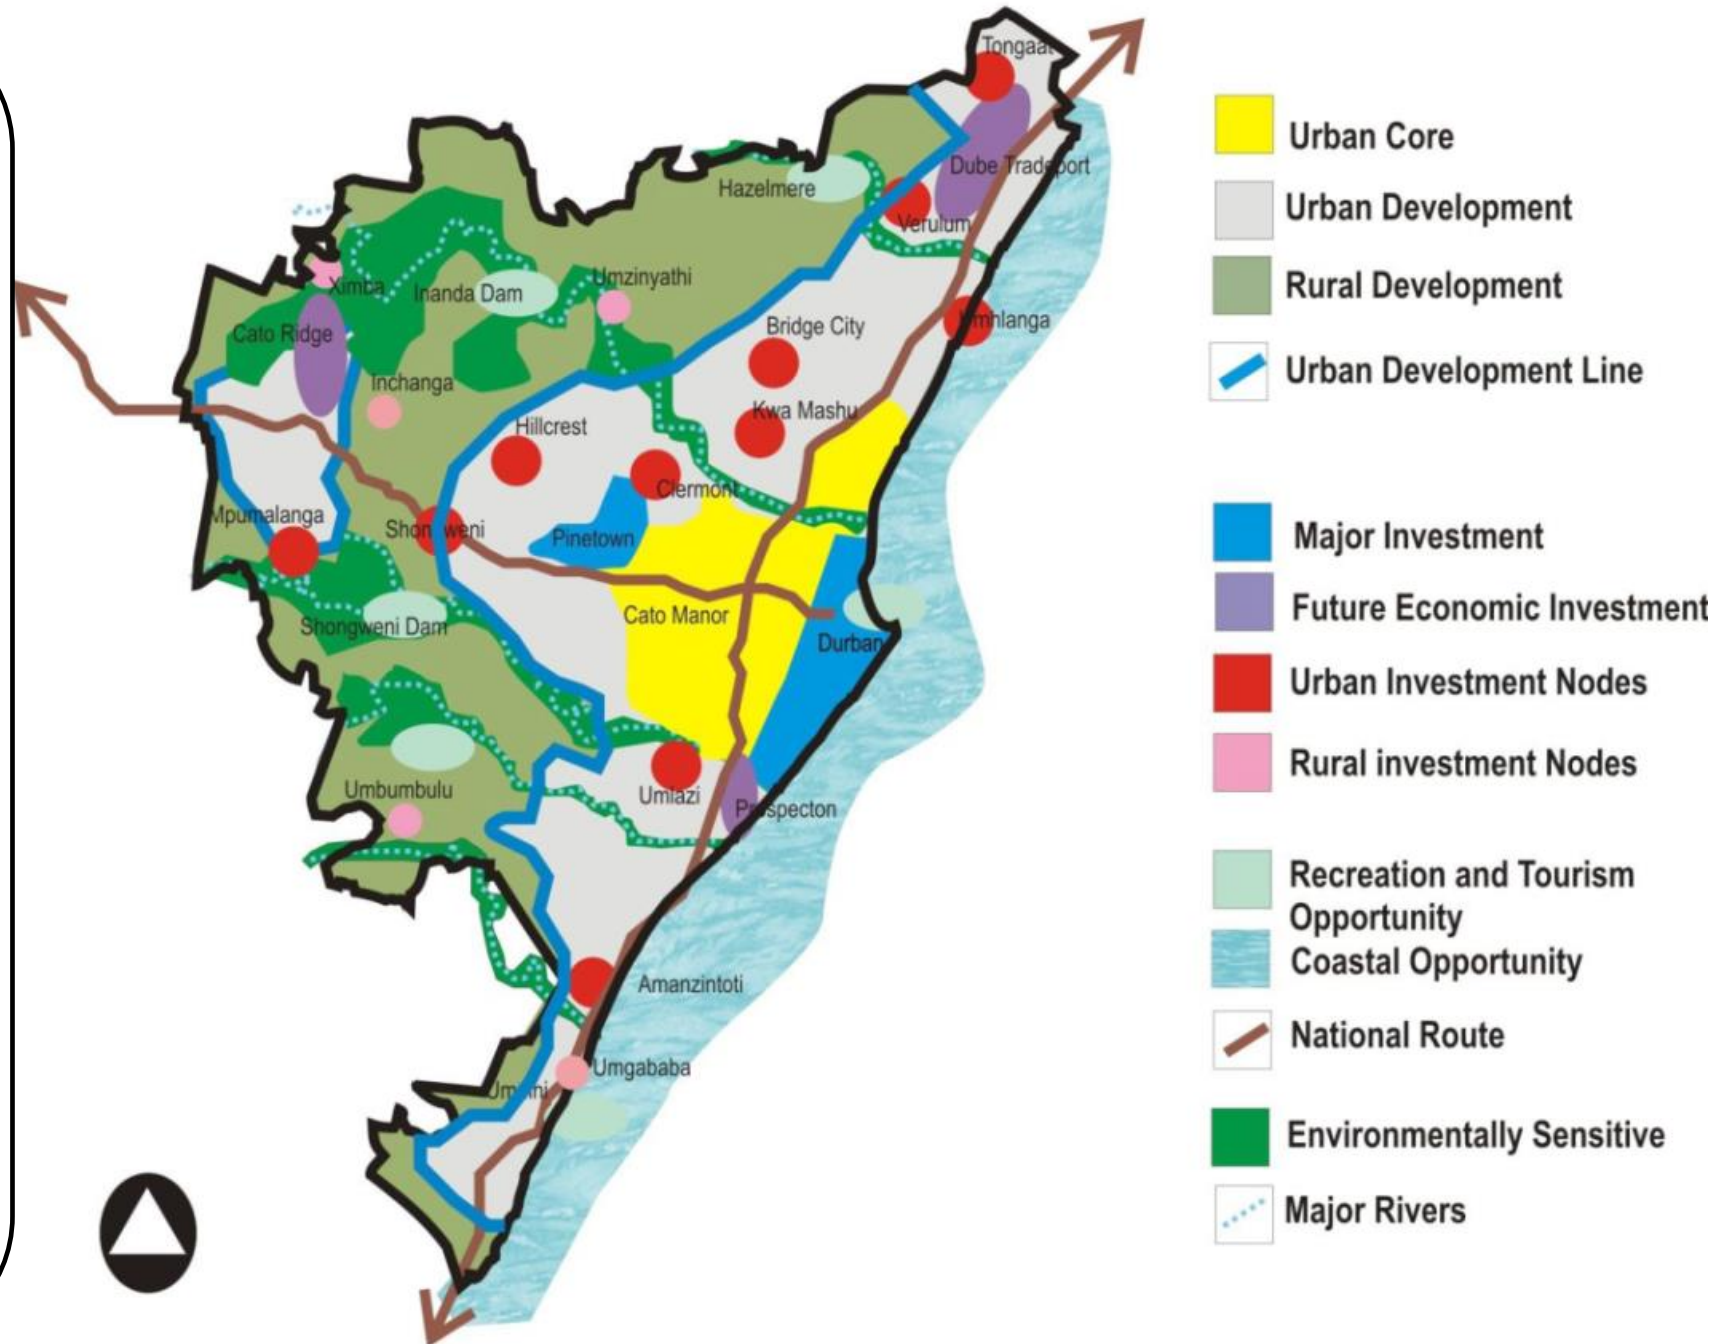 Tongaat
Dube Tradeport
Hazelmere
Verulum
Umzinyathi
Ximba
Inanda Dam
Cato Ridge
Bridge City
Umhlanga
Inchanga
Kwa Mashu
Hillcrest
Clermont
Mpumalanga
Shongweni
Pinetown
Cato Manor
Shongweni Dam
Durban
Umbumbulu
Umlazi
Prospecton
Amanzintoti
Umgababa
Urban Core
Urban Development
Rural Development
Urban Development Line
Major Investment
Future Economic Investment
Urban Investment Nodes
Rural investment Nodes
Recreation and Tourism
Opportunity
Coastal Opportunity
National Route
Environmentally Sensitive
Major Rivers